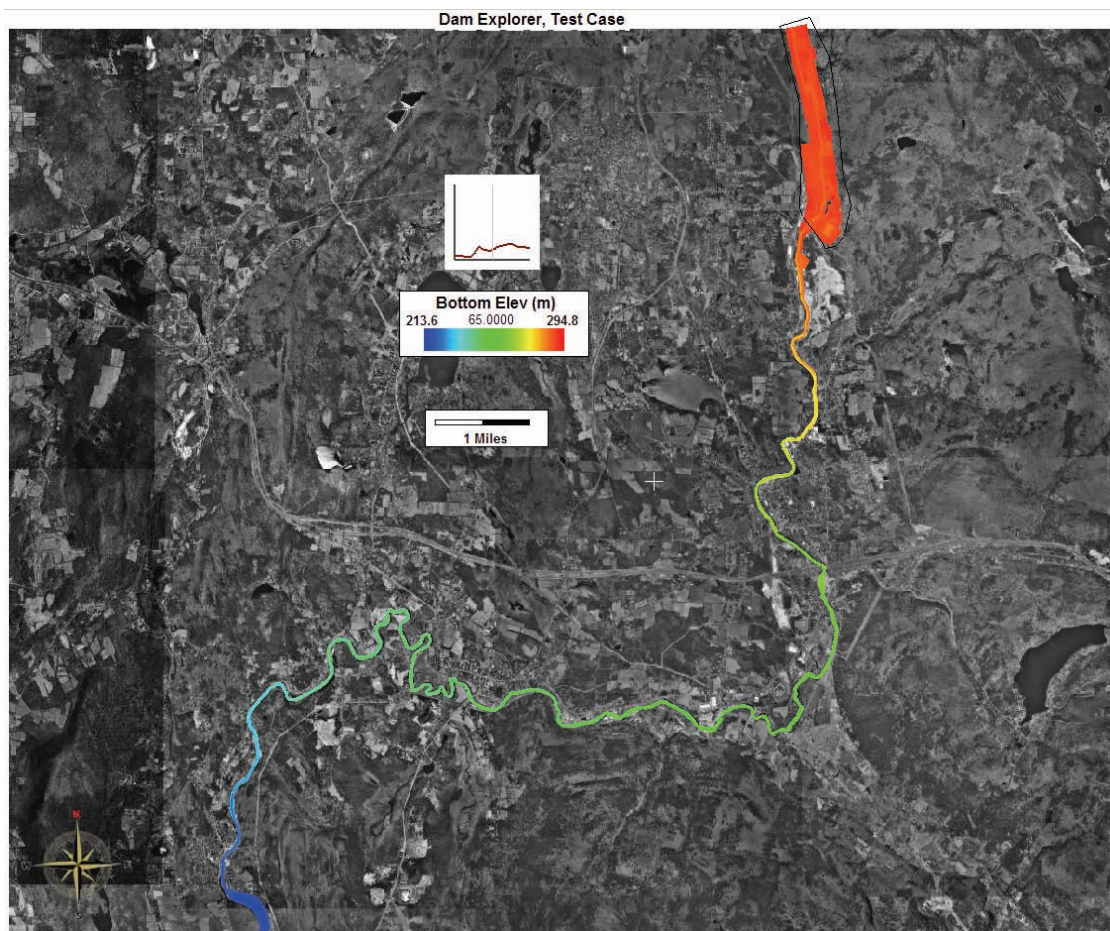 Dam Explorer, Test Case
Bottom Elev (m)
213.6 65.0000 294.8
1 Miles
N
W